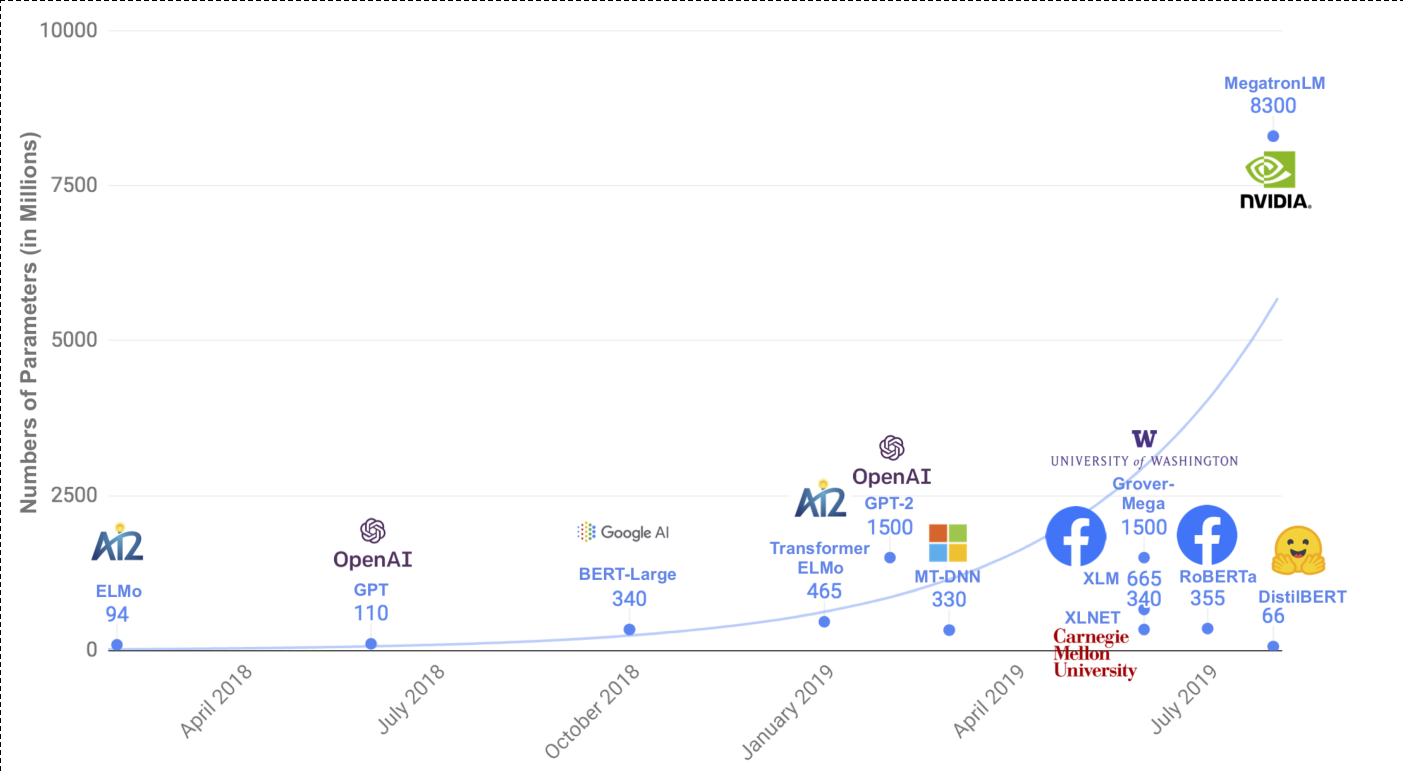 10000
7500
5000
2500
0
Numbers of Parameters (in Millions)
AI2
ELMo
94
OpenAI
GPT
110
Google AI
BERT-Large
340
AI2
Transformer
ELMo
465
OpenAI
GPT-2
1500
MT-DNN
330
UNIVERSITY of WASHINGTON
W
Grover-
Mega
1500
XLM 665
340
XLNET
Carnegie
Mellon
University
RoBERTa
355
DistilBERT
66
MegatronLM
8300
NVIDIA.
April 2018
July 2018
October 2018
January 2019
April 2019
July 2019